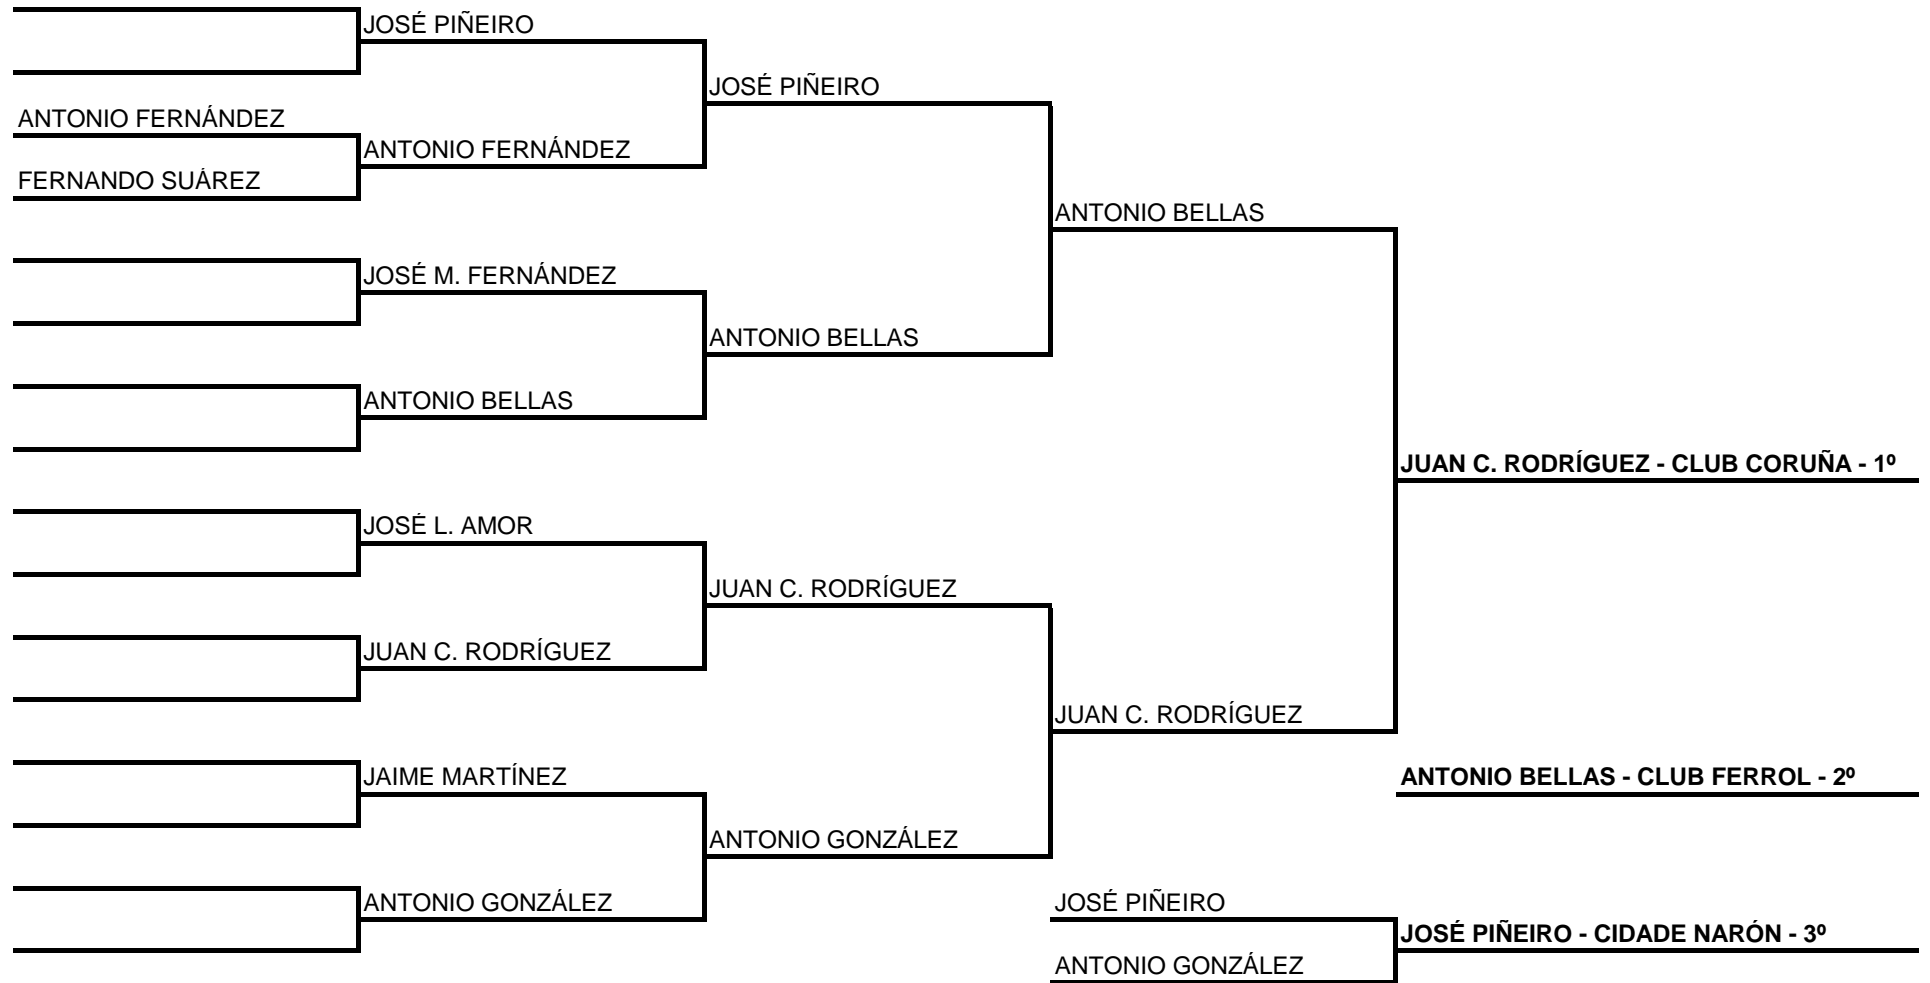 JOSÉ PIÑEIRO
JOSÉ PIÑEIRO
ANTONIO FERNÁNDEZ
ANTONIO FERNÁNDEZ
FERNANDO SUÁREZ
ANTONIO BELLAS
JOSÉ M. FERNÁNDEZ
ANTONIO BELLAS
ANTONIO BELLAS
JUAN C. RODRÍGUEZ - CLUB CORUÑA - 1º
JOSÉ L. AMOR
JUAN C. RODRÍGUEZ
JUAN C. RODRÍGUEZ
JUAN C. RODRÍGUEZ
JAIME MARTÍNEZ
ANTONIO BELLAS - CLUB FERROL - 2º
ANTONIO GONZÁLEZ
ANTONIO GONZÁLEZ
JOSÉ PIÑEIRO
JOSÉ PIÑEIRO - CIDADE NARÓN - 3º
ANTONIO GONZÁLEZ